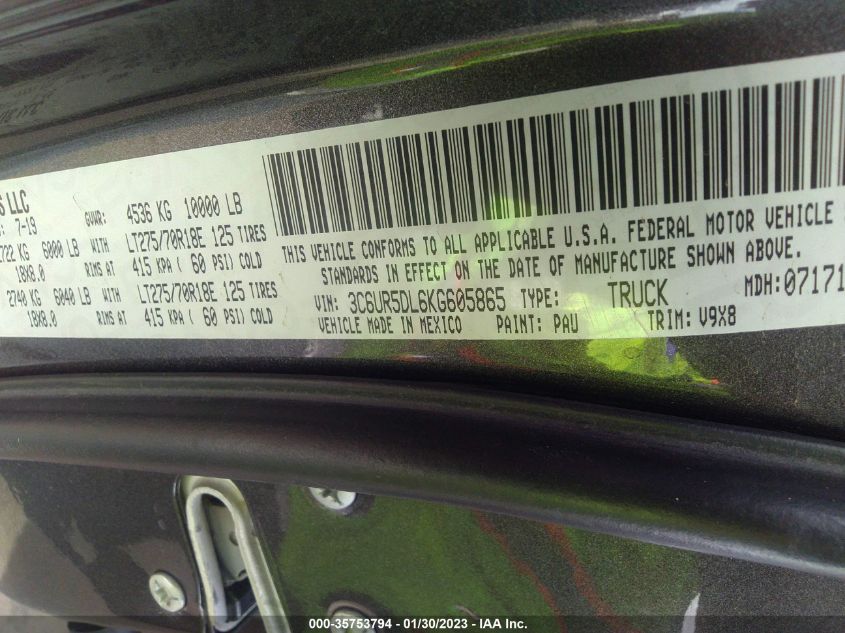 S LLC
7-19 GVWR: 4536 KG 10000 LB
6000 LB WITH LT275/70R18E 125 TIRES
18X8.0 RIMS AT 415 KPA ( 60 PSI) COLD
2740 KG 6040 LB WITH LT275/70R18E 125 TIRES
18X8.0 RIMS AT 415 KPA ( 60 PSI) COLD
THIS VEHICLE CONFORMS TO ALL APPLICABLE U.S.A. FEDERAL MOTOR VEHICLE
STANDARDS IN EFFECT ON THE DATE OF MANUFACTURE SHOWN ABOVE.
VIN: 3C6UR5DL6KG605865 TYPE: TRUCK MDH:07171
VEHICLE MADE IN MEXICO PAINT: PAU TRIM: V9X8
000-35753794 - 01/30/2023 - IAA Inc.